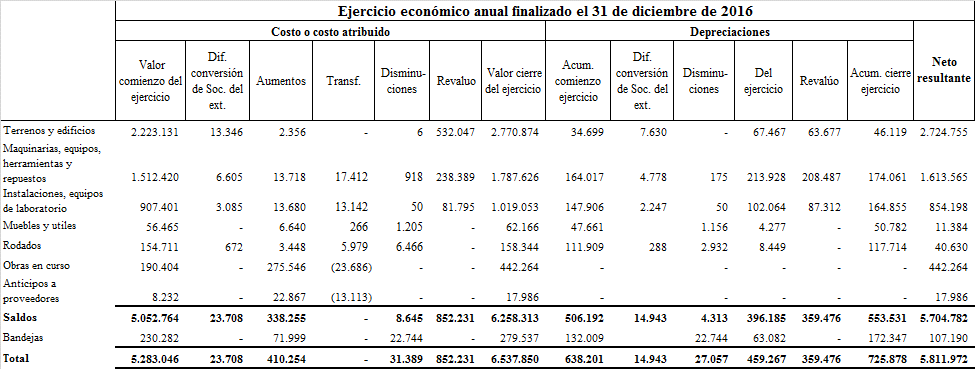 Ejercicio económico anual finalizado el 31 de diciembre de 2016
Costo o costo atribuido Depreciaciones
Valor comienzo del ejercicio Dif. conversión de Soc. del ext. Aumentos Transf. Disminu-ciones Revaluo Valor cierre del ejercicio Acum. comienzo ejercicio Dif. conversión de Soc. del ext. Disminu-ciones Del ejercicio Revalúo Acum. cierre ejercicio Neto resultante
Terrenos y edificios 2.223.131 13.346 2.356 - 6 532.047 2.770.874 34.699 7.630 - 67.467 63.677 46.119 2.724.755
Maquinarias, equipos,
herramientas y
repuestos 1.512.420 6.605 13.718 17.412 918 238.389 1.787.626 164.017 4.778 175 213.928 208.487 174.061 1.613.565
Instalaciones, equipos
de laboratorio 907.401 3.085 13.680 13.142 50 81.795 1.019.053 147.906 2.247 50 102.064 87.312 164.855 854.198
Muebles y utiles 56.465 - 6.640 266 1.205 - 62.166 47.661 1.156 4.277 - 50.782 11.384
Rodados 154.711 672 3.448 5.979 6.466 - 158.344 111.909 288 2.932 8.449 - 117.714 40.630
Obras en curso 190.404 - 275.546 (23.686) - - 442.264 - - - - - - 442.264
Anticipos a
proveedores 8.232 - 22.867 (13.113) - - 17.986 - - - - - - 17.986
Saldos 5.052.764 23.708 338.255 - 8.645 852.231 6.258.313 506.192 14.943 4.313 396.185 359.476 553.531 5.704.782
Bandejas 230.282 - 71.999 - 22.744 - 279.537 132.009 - 22.744 63.082 - 172.347 107.190
Total 5.283.046 23.708 410.254 - 31.389 852.231 6.537.850 638.201 14.943 27.057 459.267 359.476 725.878 5.811.972